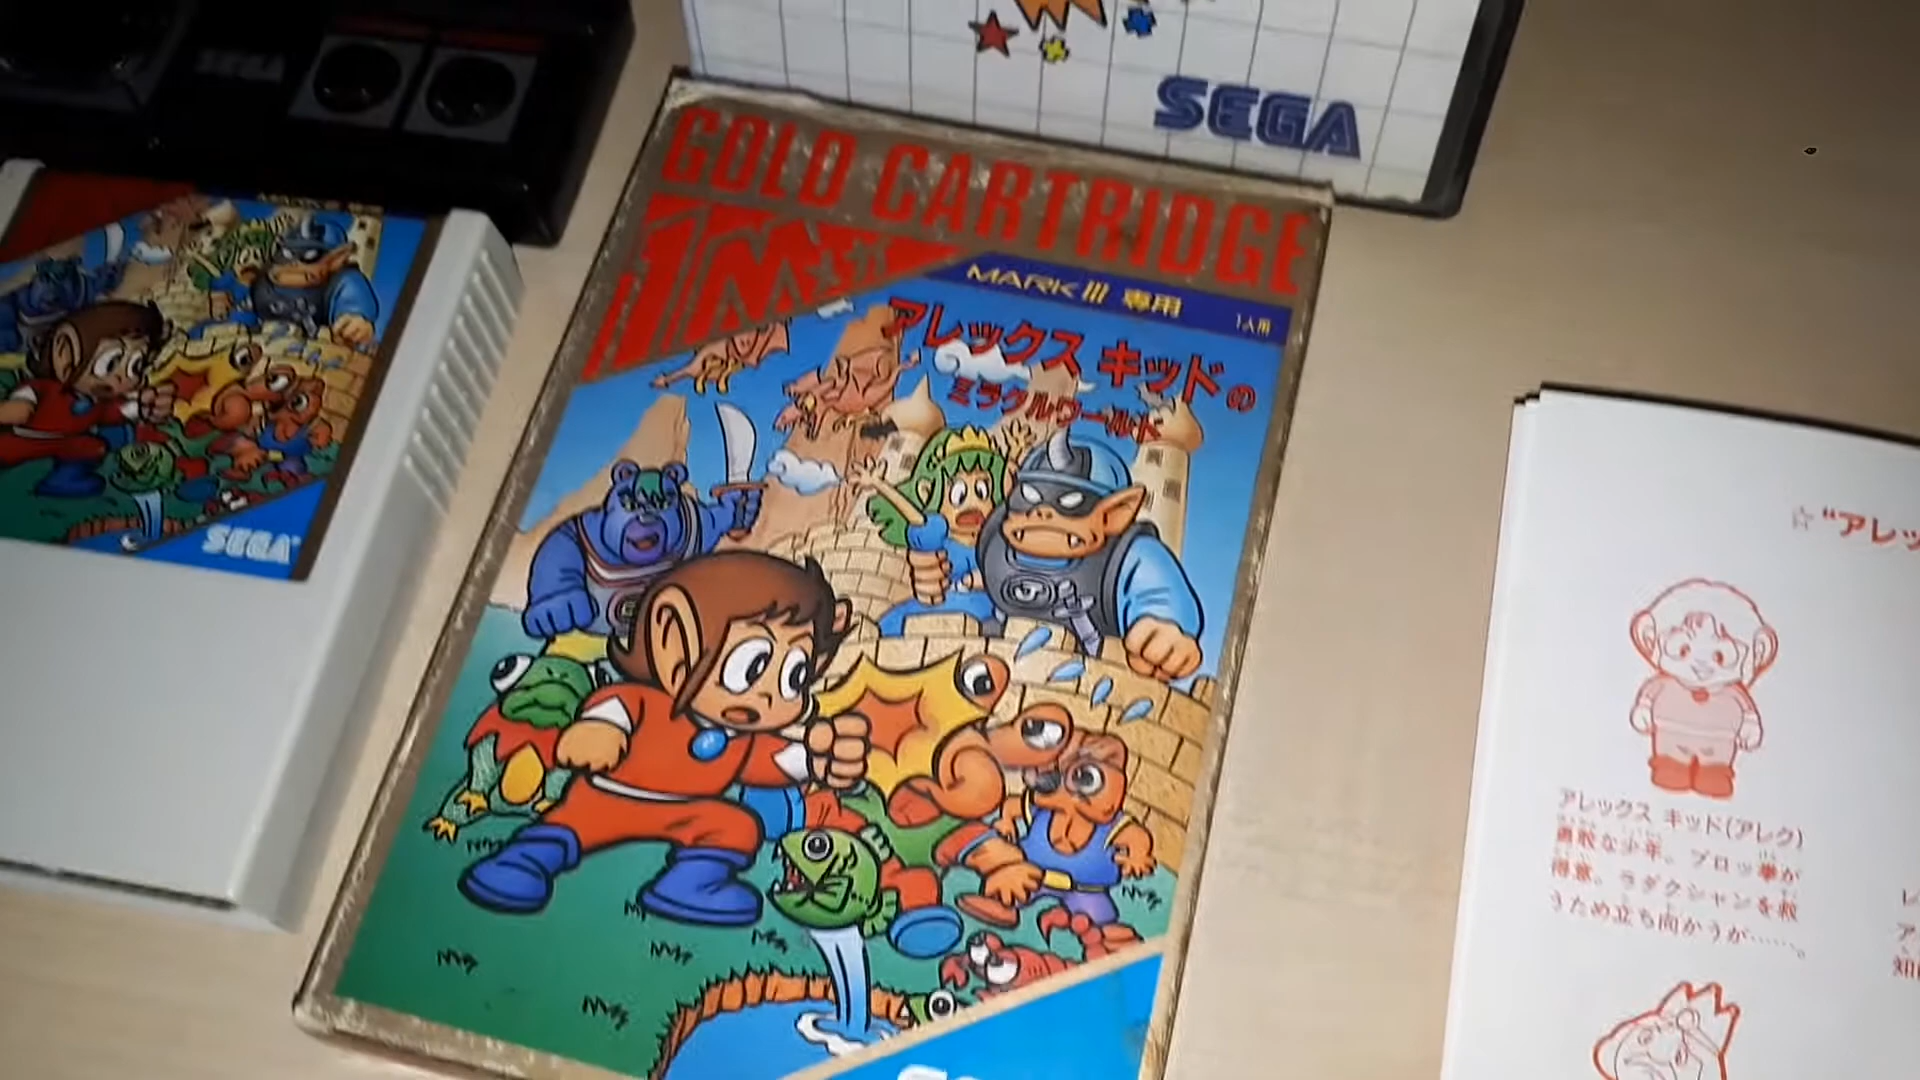 SEGA
SEGA
GOLD CARTRIDGE
1M
MARK III 専用
1人用
アレックス キッドの
ミラクルワールド
SEGA
☆“アレッ
アレックス キッド(アレク)
勇敢な少年。ブロッ拳が
得意。ラダクシャンを救
うため立ち向かうが……。